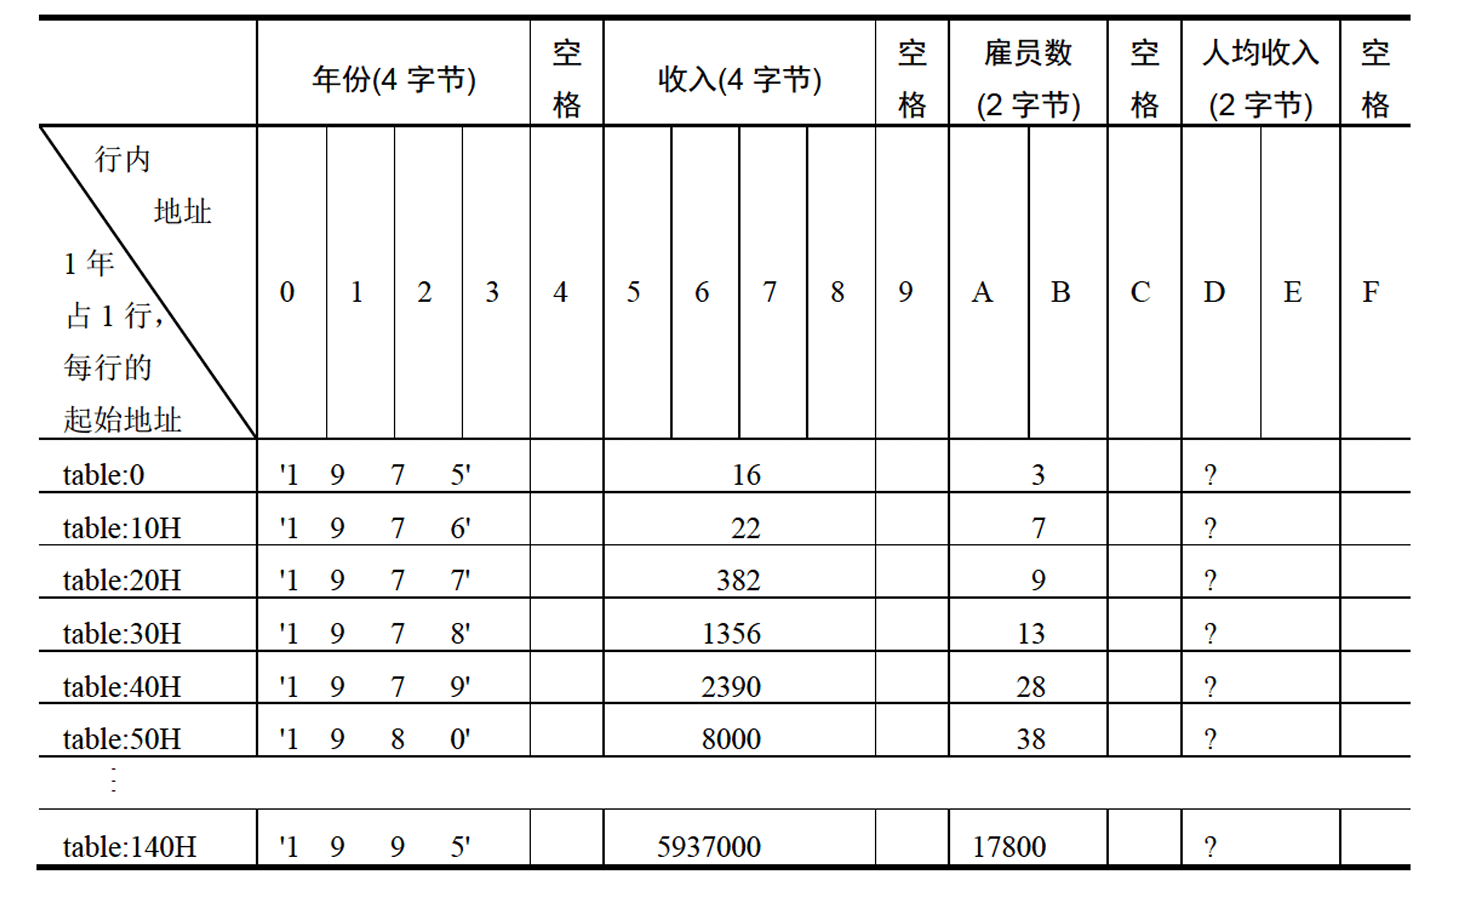 年份(4 字节) 空格 收入(4 字节) 空格 雇员数(2 字节) 空格 人均收入(2 字节) 空格
行内
地址
1 年
占 1 行，
每行的
起始地址
0 1 2 3 4 5 6 7 8 9 A B C D E F
table:0 '1 9 7 5' 16 3 ?
table:10H '1 9 7 6' 22 7 ?
table:20H '1 9 7 7' 382 9 ?
table:30H '1 9 7 8' 1356 13 ?
table:40H '1 9 7 9' 2390 28 ?
table:50H '1 9 8 0' 8000 38 ?
⋮
table:140H '1 9 9 5' 5937000 17800 ?